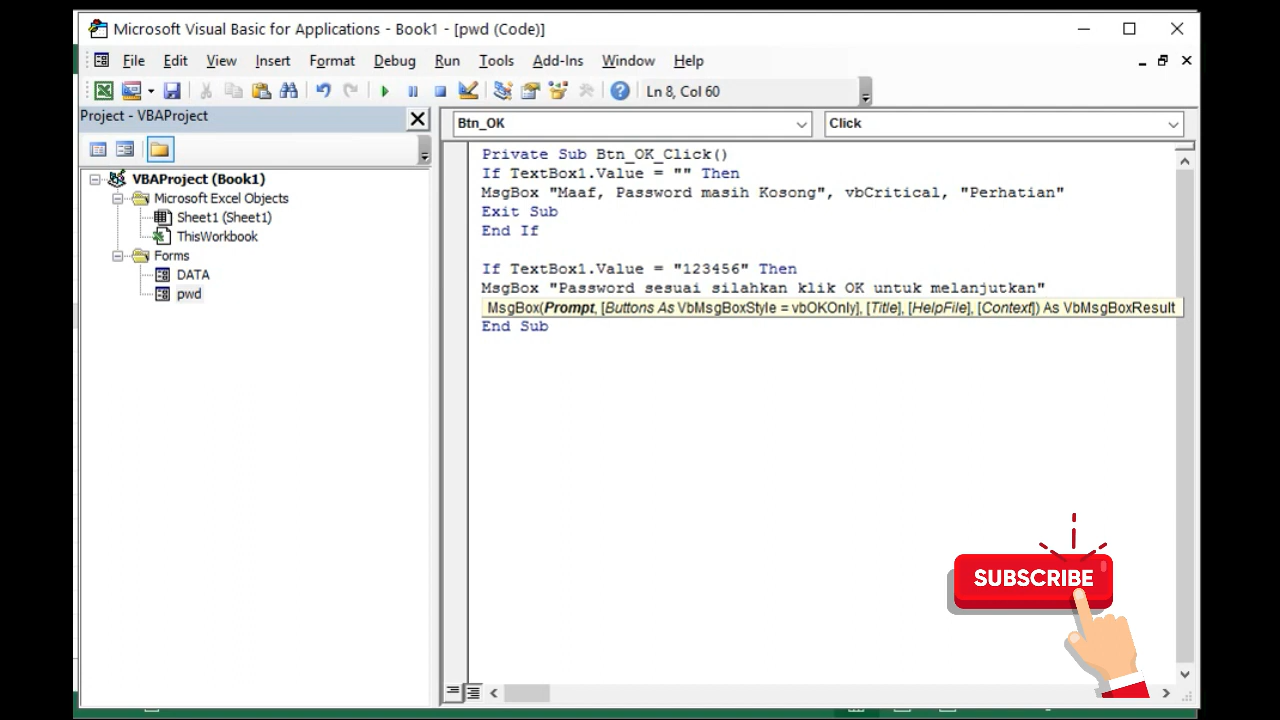 Microsoft Visual Basic for Applications - Book1 - [pwd (Code)]
File Edit View Insert Format Debug Run Tools Add-Ins Window Help
Ln 8, Col 60
Project - VBAProject
Btn_OK
Click
VBAProject (Book1)
Microsoft Excel Objects
Sheet1 (Sheet1)
ThisWorkbook
Forms
DATA
pwd
Private Sub Btn_OK_Click()
If TextBox1.Value = "" Then
MsgBox "Maaf, Password masih Kosong", vbCritical, "Perhatian"
Exit Sub
End If
If TextBox1.Value = "123456" Then
MsgBox "Password sesuai silahkan klik OK untuk melanjutkan"
MsgBox(Prompt, [Buttons As VbMsgBoxStyle = vbOKOnly], [Title], [HelpFile], [Context]) As VbMsgBoxResult
End Sub
SUBSCRIBE